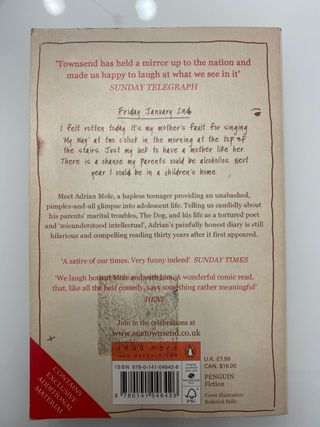 'Townsend has held a mirror up to the nation and
made us happy to laugh at what we see in it'
SUNDAY TELEGRAPH
Friday January 2nd
I felt rotten today. It's my mother's fault for singing
'My Way' at two o'clock in the morning at the top of
the stairs. Just my luck to have a mother like her.
There is a chance my parents could be alcoholics. Next
year I could be in a children's home.
Meet Adrian Mole, a hapless teenager providing an unabashed,
pimples-and-all glimpse into adolescent life. Telling us candidly about
his parents' marital troubles, The Dog, and his life as a tortured poet
and 'misunderstood intellectual', Adrian's painfully honest diary is still
hilarious and compelling reading thirty years after it first appeared.
'A satire of our times. Very funny indeed' SUNDAY TIMES
'We laugh both at Mole and with him. A wonderful comic read,
that, like all the best comedy, says something rather meaningful'
HEAT
Join in the celebrations at
www.suetownsend.co.uk
read more
www.penguin.com
ISBN 978-0-141-04642-6
9 780141 046426
U.K. £7.99
CAN. $16.00
PENGUIN
Fiction
Cover illustration:
Roderick Mills
CONTAINS
EXCLUSIVE
ADDITIONAL
MATERIAL